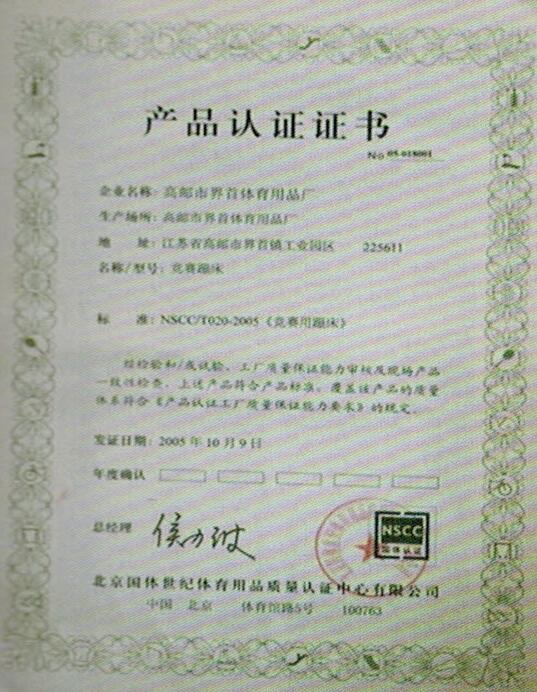 产品认证证书
No 05-018001
企业名称：高邮市界首体育用品厂
生产场所：高邮市界首体育用品厂
地 址：江苏省高邮市界首镇工业园区 225611
名称/型号：竞赛蹦床
标 准：NSCC/T020-2005《竞赛用蹦床》
经检验和/或试验、工厂质量保证能力审核及现场产品
一致性检查，上述产品符合产品标准。覆盖该产品的质量
体系符合《产品认证工厂质量保证能力要求》的规定。
发证日期：2005 年 10 月 9 日
年度确认
总经理
NSCC
国体认证
北京国体世纪体育用品质量认证中心有限公司
中国 北京 体育馆路5号 100763